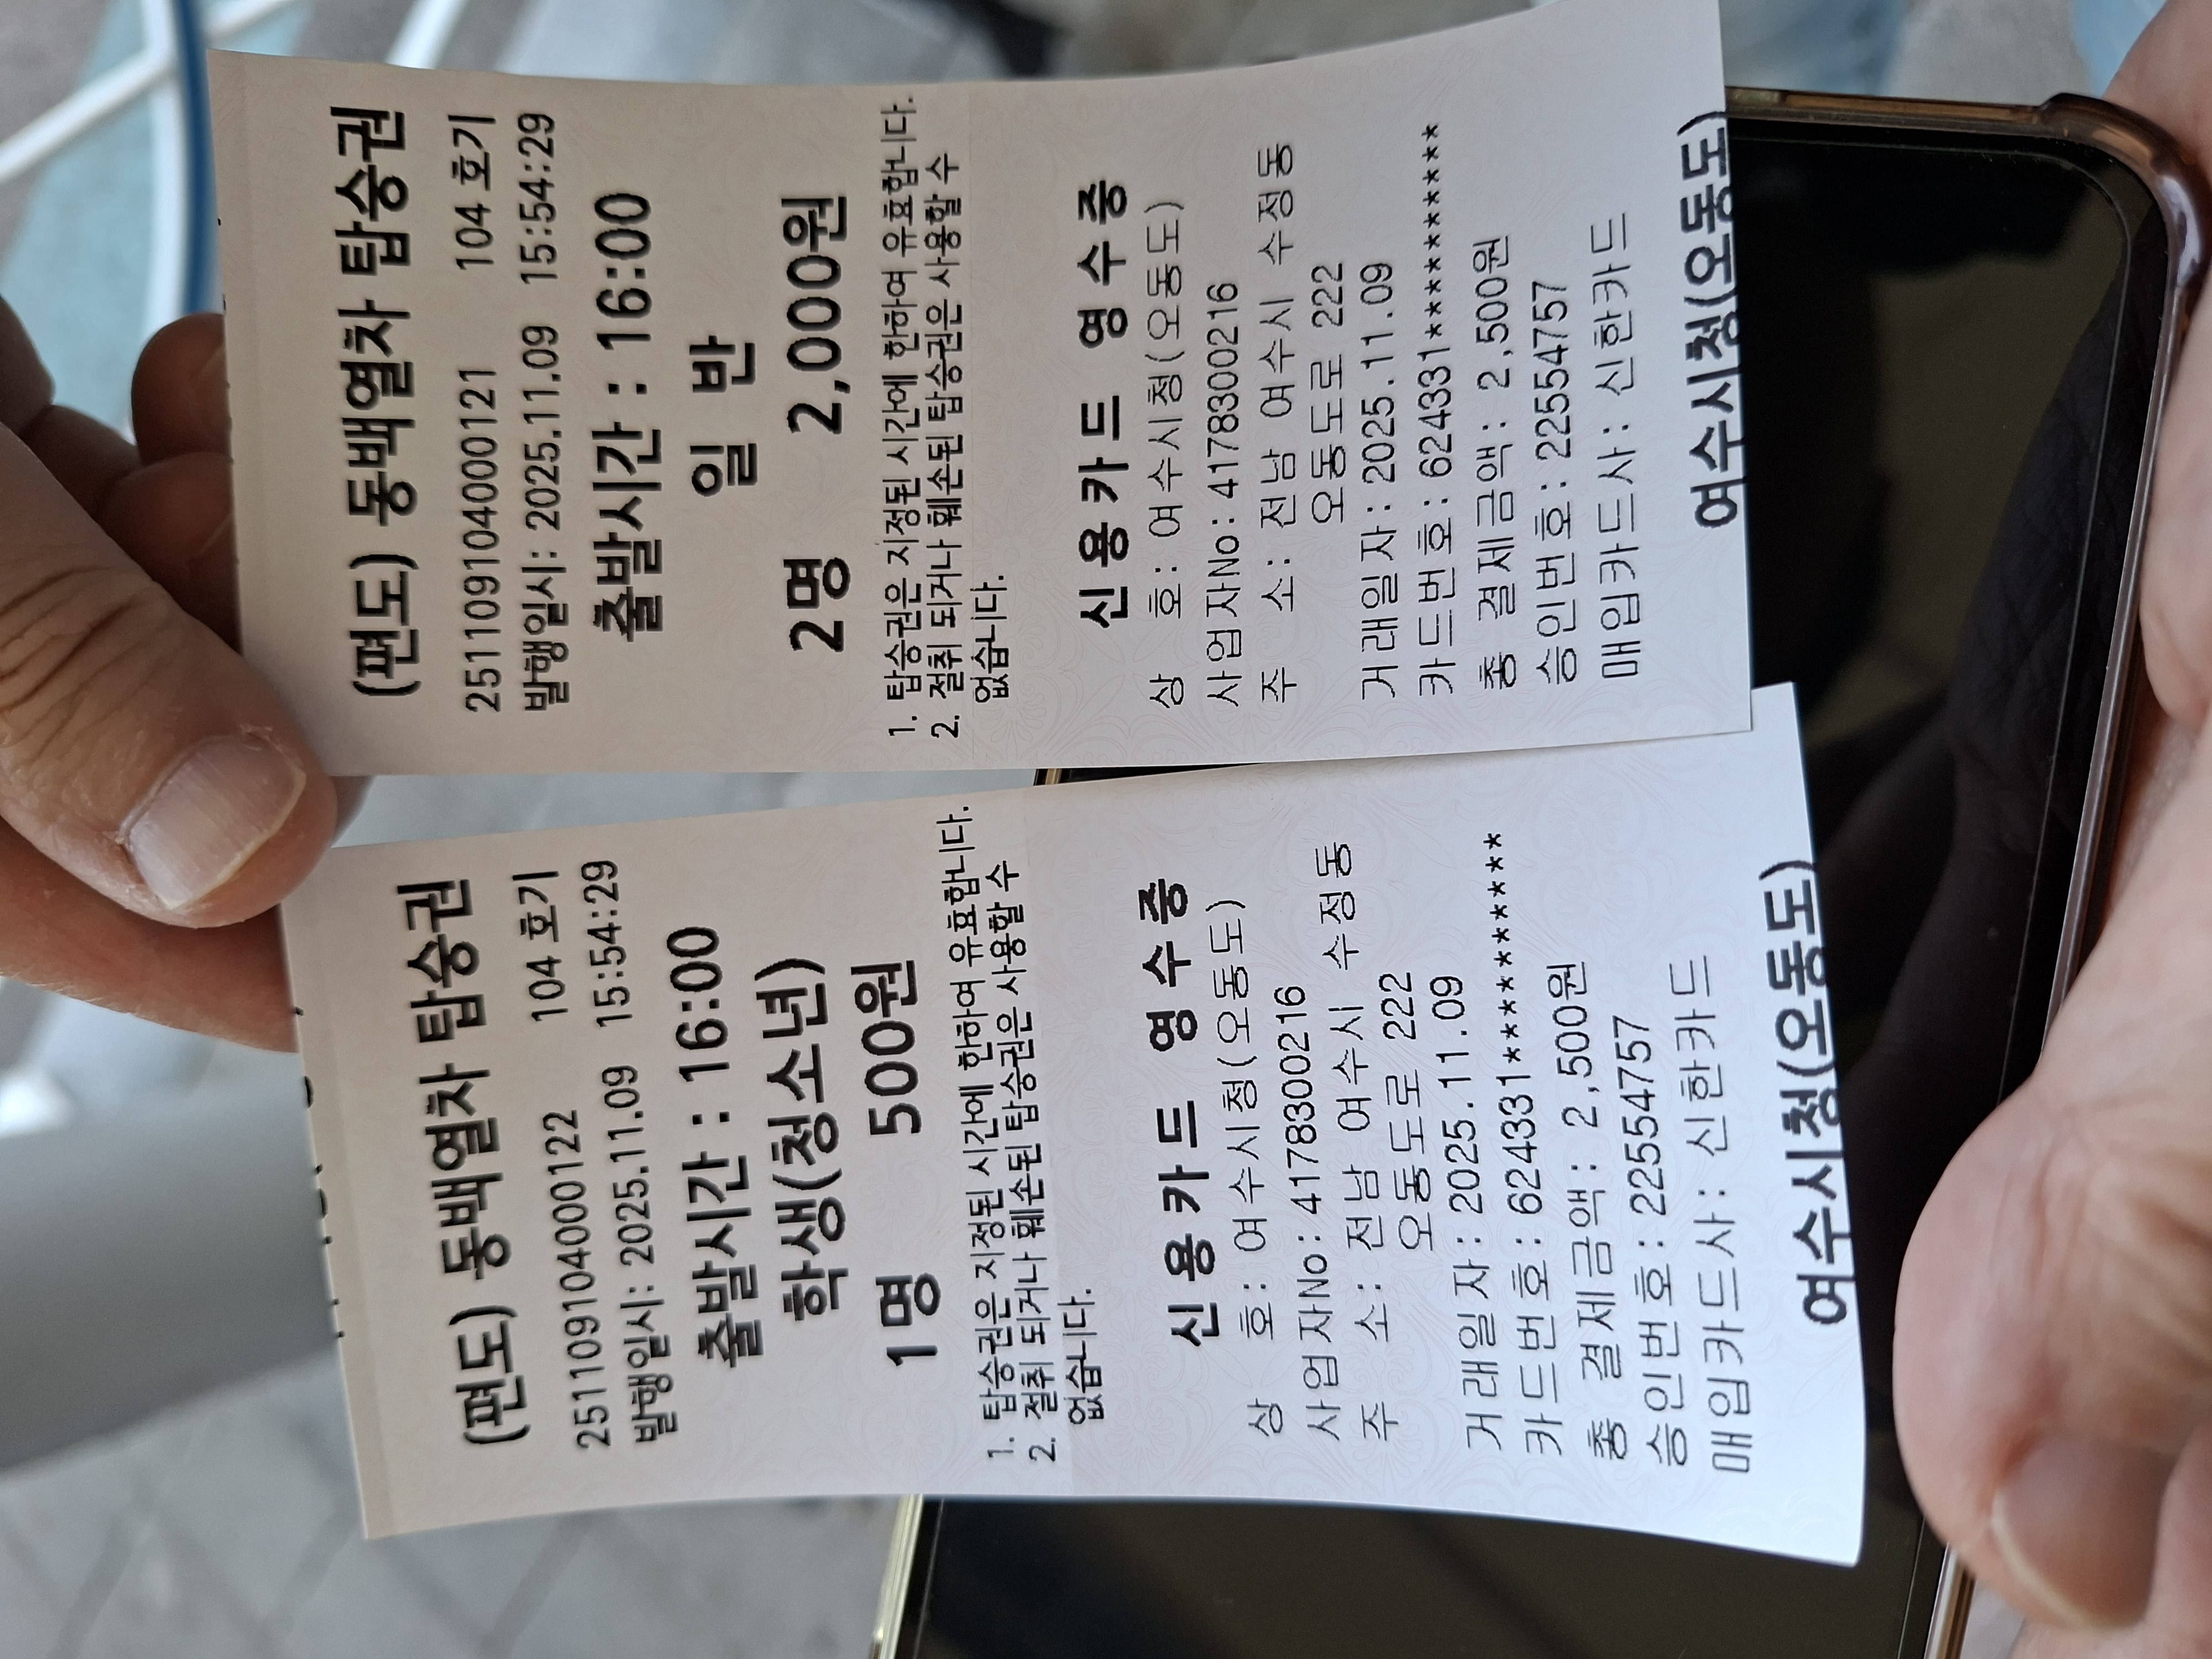 (편도) 동백열차 탑승권
251109104000121 104 호기
발행일시: 2025.11.09 15:54:29
출발시간 : 16:00
일 반
2명 2,000원
1. 탑승권은 지정된 시간에 한하여 유효합니다.
2. 절취 되거나 훼손된 탑승권은 사용할 수
없습니다.
신용카드 영수증
상 호: 여수시청(오동도)
사업자No: 4178300216
주 소: 전남 여수시 수정동
오동도로 222
거래일자: 2025.11.09
카드번호: 624331**********
총 결제금액: 2,500원
승인번호: 22554757
매입카드사: 신한카드
여수시청(오동도)
(편도) 동백열차 탑승권
251109104000122 104 호기
발행일시: 2025.11.09 15:54:29
출발시간 : 16:00
학생(청소년)
1명 500원
1. 탑승권은 지정된 시간에 한하여 유효합니다.
2. 절취 되거나 훼손된 탑승권은 사용할 수
없습니다.
신용카드 영수증
상 호: 여수시청(오동도)
사업자No: 4178300216
주 소: 전남 여수시 수정동
오동도로 222
거래일자: 2025.11.09
카드번호: 624331**********
총 결제금액: 2,500원
승인번호: 22554757
매입카드사: 신한카드
여수시청(오동도)